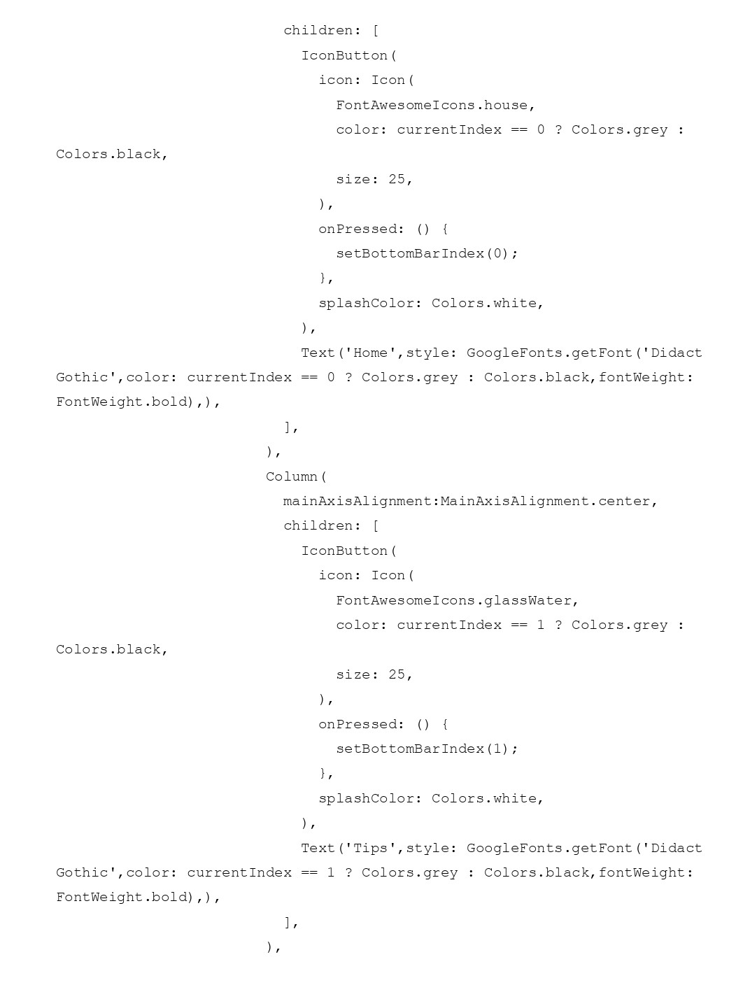 children: [
                            IconButton(
                              icon: Icon(
                                FontAwesomeIcons.house,
                                color: currentIndex == 0 ? Colors.grey :
Colors.black,
                                size: 25,
                              ),
                              onPressed: () {
                                setBottomBarIndex(0);
                              },
                              splashColor: Colors.white,
                            ),
                            Text('Home',style: GoogleFonts.getFont('Didact
Gothic',color: currentIndex == 0 ? Colors.grey : Colors.black,fontWeight:
FontWeight.bold),),
                          ],
                        ),
                        Column(
                          mainAxisAlignment:MainAxisAlignment.center,
                          children: [
                            IconButton(
                              icon: Icon(
                                FontAwesomeIcons.glassWater,
                                color: currentIndex == 1 ? Colors.grey :
Colors.black,
                                size: 25,
                              ),
                              onPressed: () {
                                setBottomBarIndex(1);
                              },
                              splashColor: Colors.white,
                            ),
                            Text('Tips',style: GoogleFonts.getFont('Didact
Gothic',color: currentIndex == 1 ? Colors.grey : Colors.black,fontWeight:
FontWeight.bold),),
                          ],
                        ),